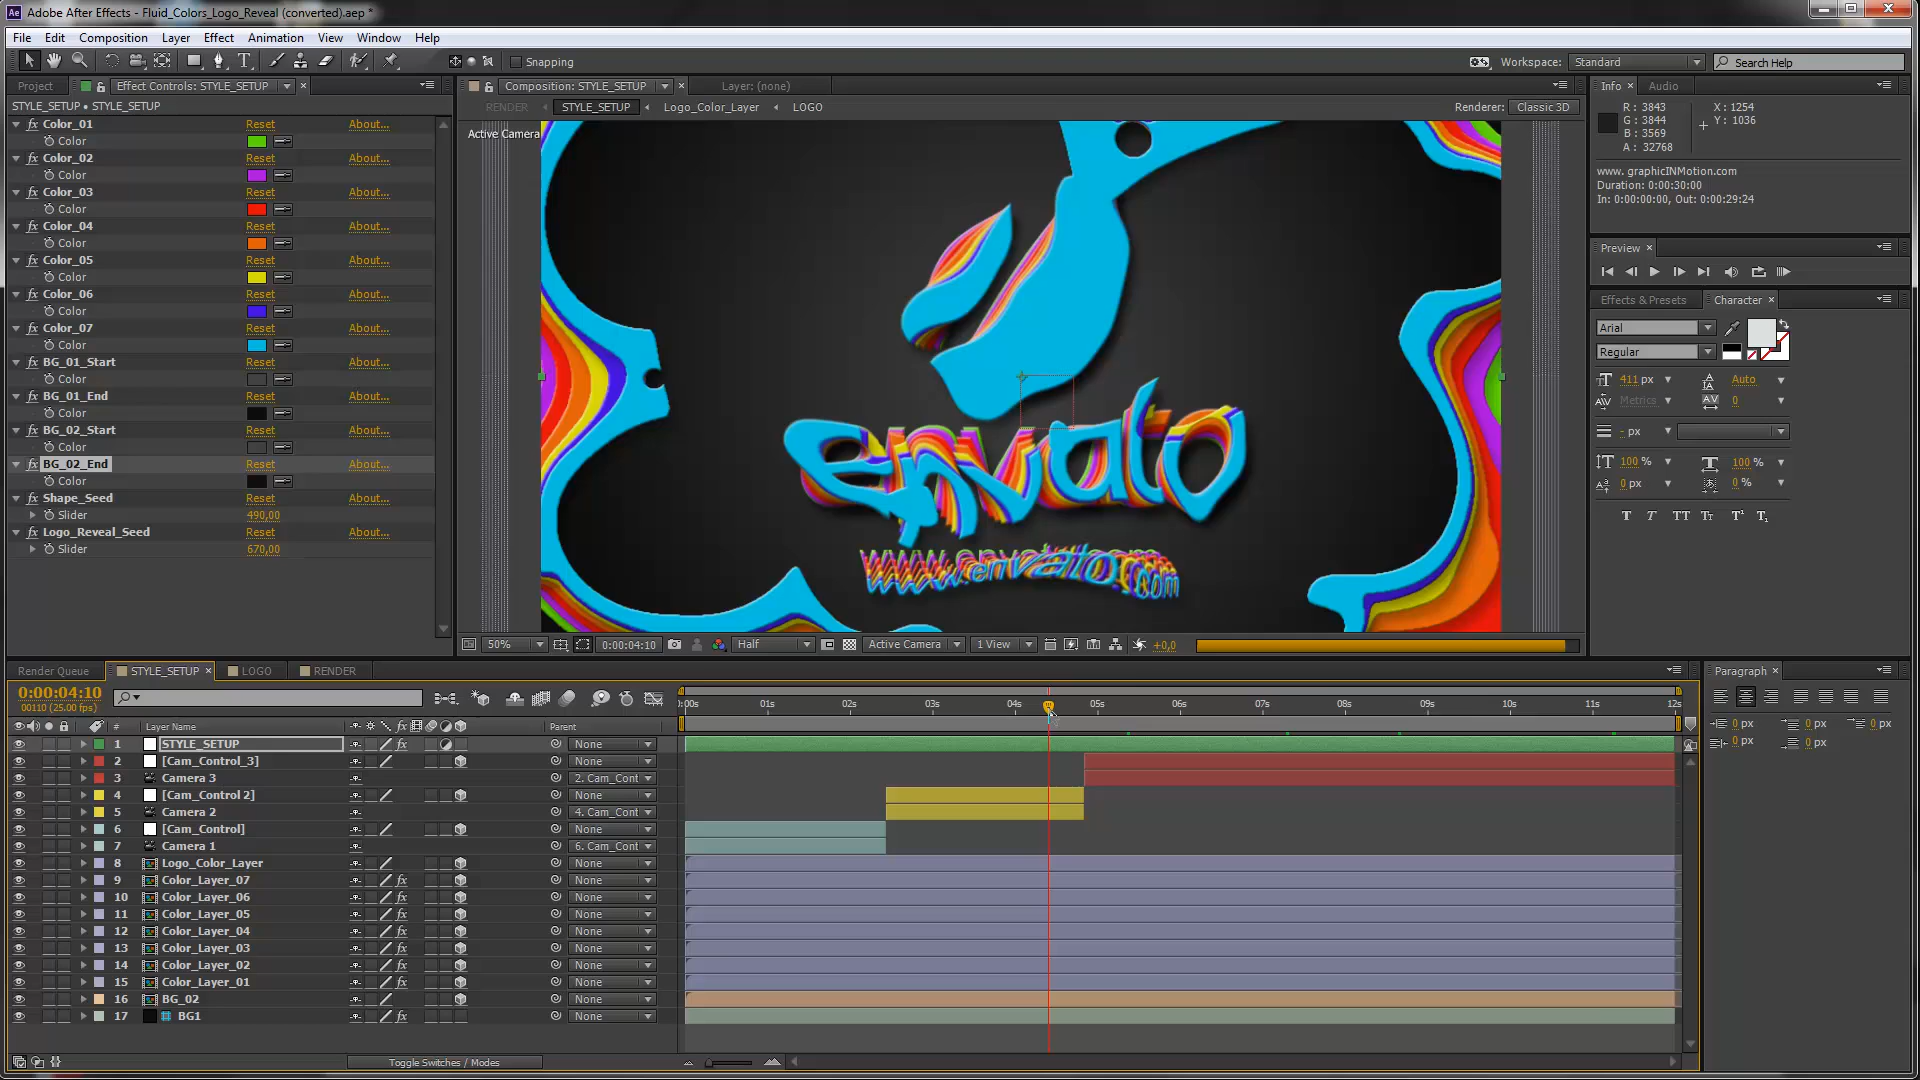 Adobe After Effects - Fluid_Colors_Logo_Reveal (converted).aep *
File Edit Composition Layer Effect Animation View Window Help
Snapping
Workspace: Standard
Search Help
Project
Effect Controls: STYLE_SETUP
STYLE_SETUP • STYLE_SETUP
Color_01 Reset About...
Color
Color_02 Reset About...
Color
Color_03 Reset About...
Color
Color_04 Reset About...
Color
Color_05 Reset About...
Color
Color_06 Reset About...
Color
Color_07 Reset About...
Color
BG_01_Start Reset About...
Color
BG_01_End Reset About...
Color
BG_02_Start Reset About...
Color
BG_02_End Reset About...
Color
Shape_Seed Reset About...
Slider 490,00
Logo_Reveal_Seed Reset About...
Slider 670,00
Composition: STYLE_SETUP
Layer: (none)
RENDER STYLE_SETUP Logo_Color_Layer LOGO
Renderer: Classic 3D
Active Camera
envato
www.envato.com
50% 0:00:04:10 Half Active Camera 1 View +0,0
Info Audio
R : 3843
G : 3844
B : 3569
A : 32768
X : 1254
Y : 1036
www. graphicINMotion.com
Duration: 0:00:30:00
In: 0:00:00:00, Out: 0:00:29:24
Preview
Effects & Presets Character
Arial
Regular
411 px Auto
Metrics 0
- px
100 % 100 %
0 px 0 %
T T TT Tr T¹ T₁
Render Queue STYLE_SETUP LOGO RENDER
0:00:04:10
00110 (25.00 fps)
# Layer Name Parent
:00s 01s 02s 03s 04s 05s 06s 07s 08s 09s 10s 11s 12s
1 STYLE_SETUP None
2 [Cam_Control_3] None
3 Camera 3 2. Cam_Cont
4 [Cam_Control 2] None
5 Camera 2 4. Cam_Cont
6 [Cam_Control] None
7 Camera 1 6. Cam_Cont
8 Logo_Color_Layer None
9 Color_Layer_07 None
10 Color_Layer_06 None
11 Color_Layer_05 None
12 Color_Layer_04 None
13 Color_Layer_03 None
14 Color_Layer_02 None
15 Color_Layer_01 None
16 BG_02 None
17 BG1 None
Toggle Switches / Modes
Paragraph
0 px 0 px 0 px
0 px 0 px